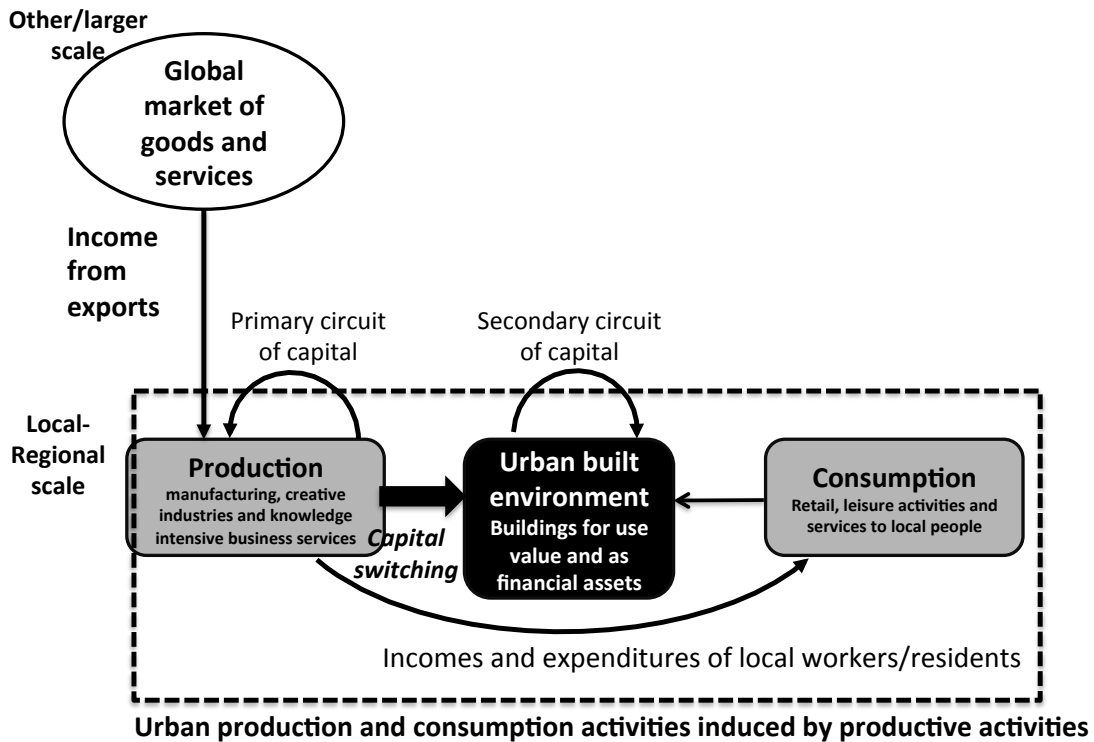 Other/larger
scale
Global
market of
goods and
services
Income
from
exports
Primary circuit
of capital
Secondary circuit
of capital
Local-
Regional
scale
Production
manufacturing, creative
industries and knowledge
intensive business services
Capital
switching
Urban built
environment
Buildings for use
value and as
financial assets
Consumption
Retail, leisure activities and
services to local people
Incomes and expenditures of local workers/residents
Urban production and consumption activities induced by productive activities